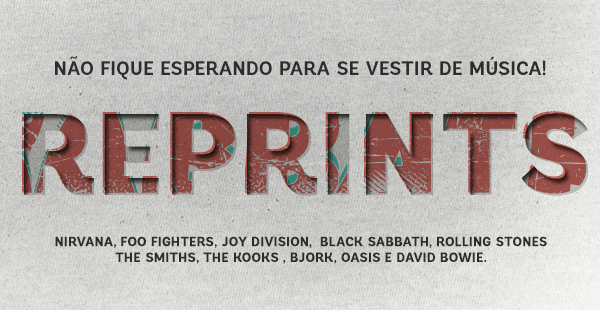 NÃO FIQUE ESPERANDO PARA SE VESTIR DE MÚSICA!
REPRINTS
NIRVANA, FOO FIGHTERS, JOY DIVISION, BLACK SABBATH, ROLLING STONES
THE SMITHS, THE KOOKS , BJORK, OASIS E DAVID BOWIE.